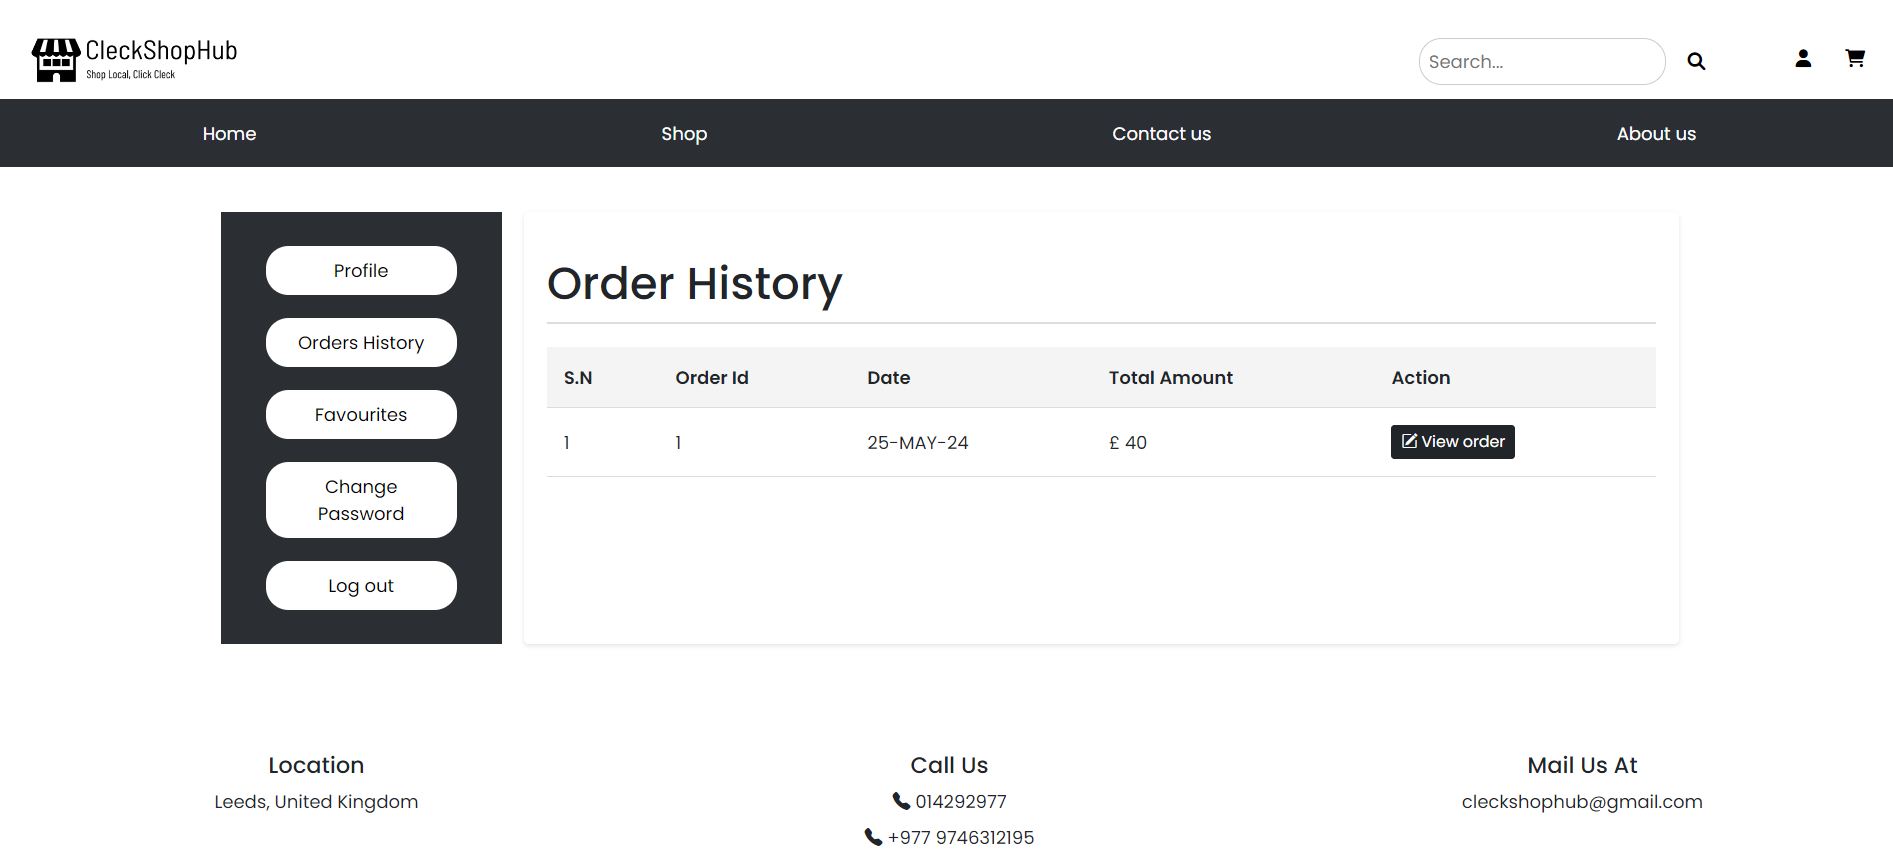 CleckShopHub
Shop Local, Click Cleck
Search...
Home Shop Contact us About us
Profile
Orders History
Favourites
Change
Password
Log out
Order History
S.N Order Id Date Total Amount Action
1 1 25-MAY-24 £ 40 View order
Location Call Us Mail Us At
Leeds, United Kingdom 014292977 cleckshophub@gmail.com
+977 9746312195